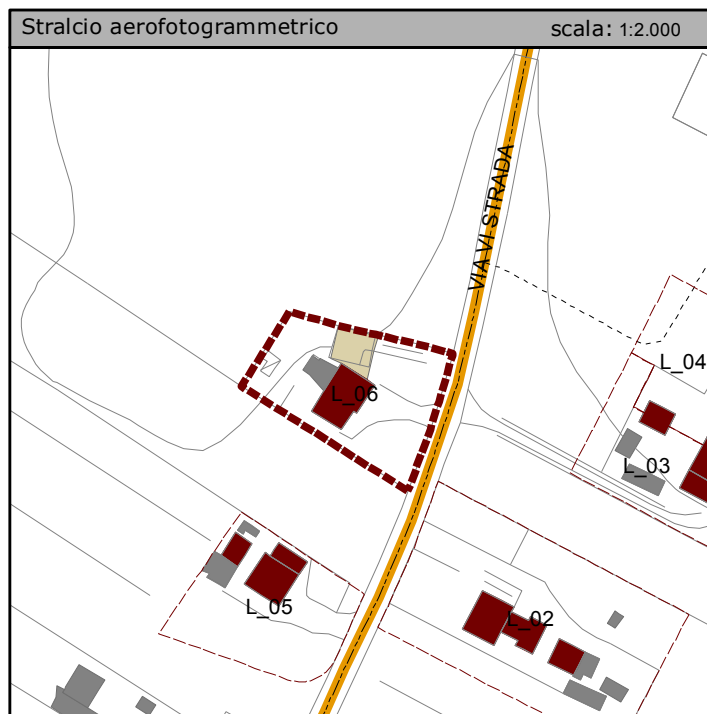 Stralcio aerofotogrammetrico scala: 1:2.000
VIA VI STRADA
L_04
L_06
L_03
L_05
L_02